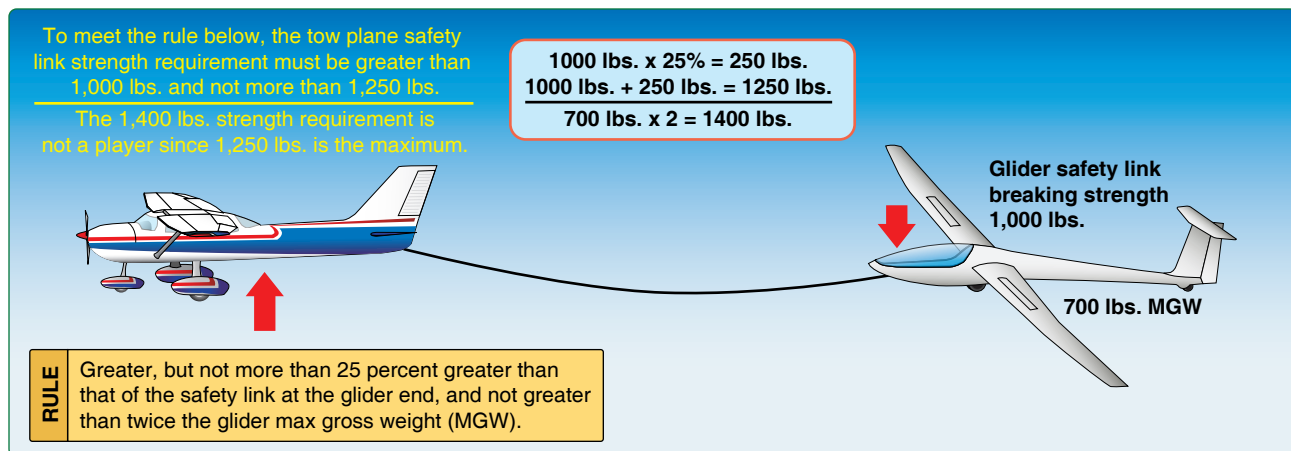 To meet the rule below, the tow plane safety
link strength requirement must be greater than
1,000 lbs. and not more than 1,250 lbs.
The 1,400 lbs. strength requirement is
not a player since 1,250 lbs. is the maximum.
1000 lbs. x 25% = 250 lbs.
1000 lbs. + 250 lbs. = 1250 lbs.
700 lbs. x 2 = 1400 lbs.
Glider safety link
breaking strength
1,000 lbs.
700 lbs. MGW
RULE
Greater, but not more than 25 percent greater than
that of the safety link at the glider end, and not greater
than twice the glider max gross weight (MGW).